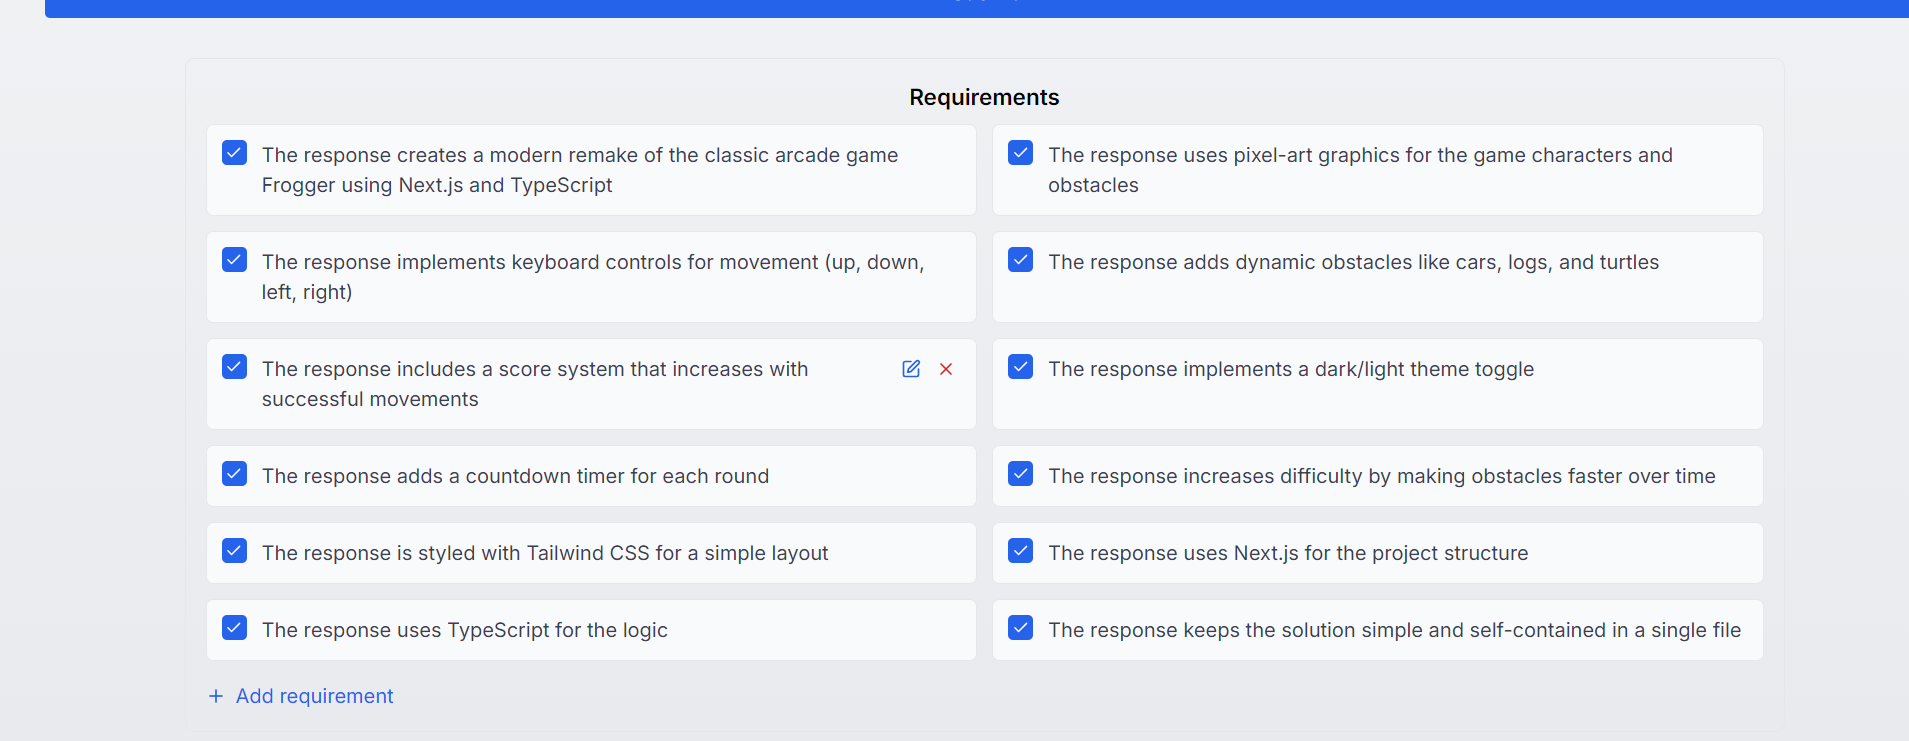 Requirements
The response creates a modern remake of the classic arcade game
Frogger using Next.js and TypeScript
The response uses pixel-art graphics for the game characters and
obstacles
The response implements keyboard controls for movement (up, down,
left, right)
The response adds dynamic obstacles like cars, logs, and turtles
The response includes a score system that increases with
successful movements
The response implements a dark/light theme toggle
The response adds a countdown timer for each round
The response increases difficulty by making obstacles faster over time
The response is styled with Tailwind CSS for a simple layout
The response uses Next.js for the project structure
The response uses TypeScript for the logic
The response keeps the solution simple and self-contained in a single file
+ Add requirement